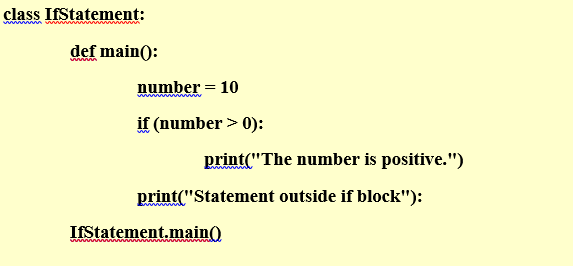 class IfStatement:
def main():
number = 10
if (number > 0):
print("The number is positive.")
print("Statement outside if block"):
IfStatement.main()